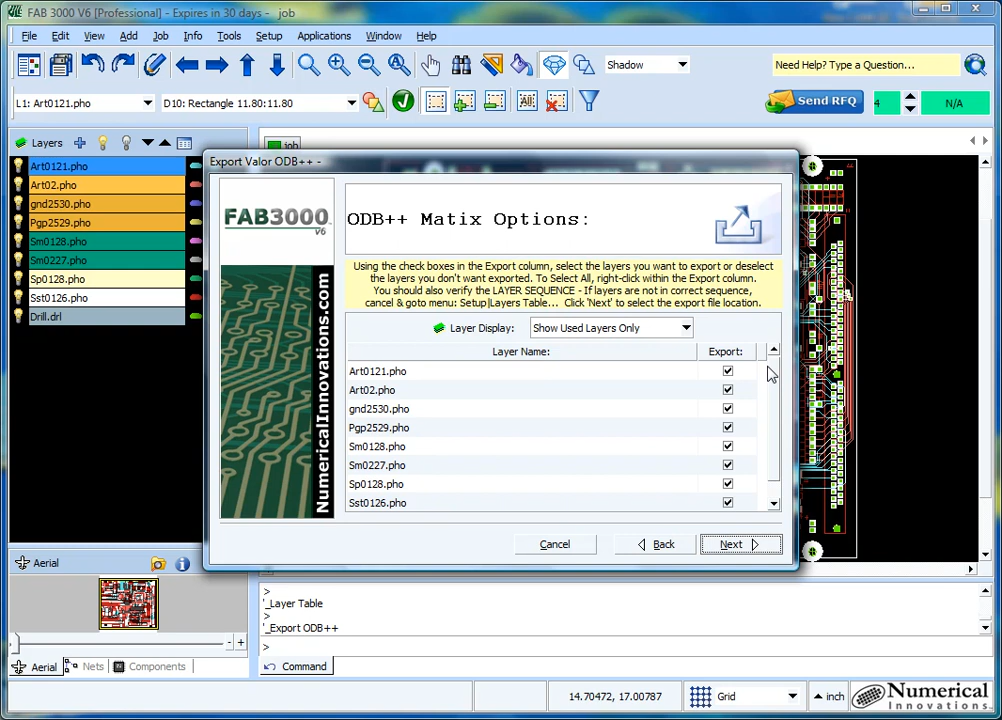 FAB 3000 V6 [Professional] - Expires in 30 days - job
File Edit View Add Job Info Tools Setup Applications Window Help
Shadow
Need Help? Type a Question...
L1: Art0121.pho
D10: Rectangle 11.80:11.80
All
Send RFQ
4
N/A
Layers
job
Art0121.pho
Art02.pho
gnd2530.pho
Pgp2529.pho
Sm0128.pho
Sm0227.pho
Sp0128.pho
Sst0126.pho
Drill.drl
Export Valor ODB++ -
FAB3000
V6
NumericalInnovations.com
ODB++ Matix Options:
Using the check boxes in the Export column, select the layers you want to export or deselect
the layers you don't want exported. To Select All, right-click within the Export column.
You should also verify the LAYER SEQUENCE - If layers are not in correct sequence,
cancel & goto menu: Setup|Layers Table... Click 'Next' to select the export file location.
Layer Display: Show Used Layers Only
Layer Name: Export:
Art0121.pho
Art02.pho
gnd2530.pho
Pgp2529.pho
Sm0128.pho
Sm0227.pho
Sp0128.pho
Sst0126.pho
Cancel Back Next
Aerial
- +
Aerial Nets Components
>
'_Layer Table
>
'_Export ODB++
>
Command
14.70472, 17.00787
Grid
inch
Numerical
Innovations